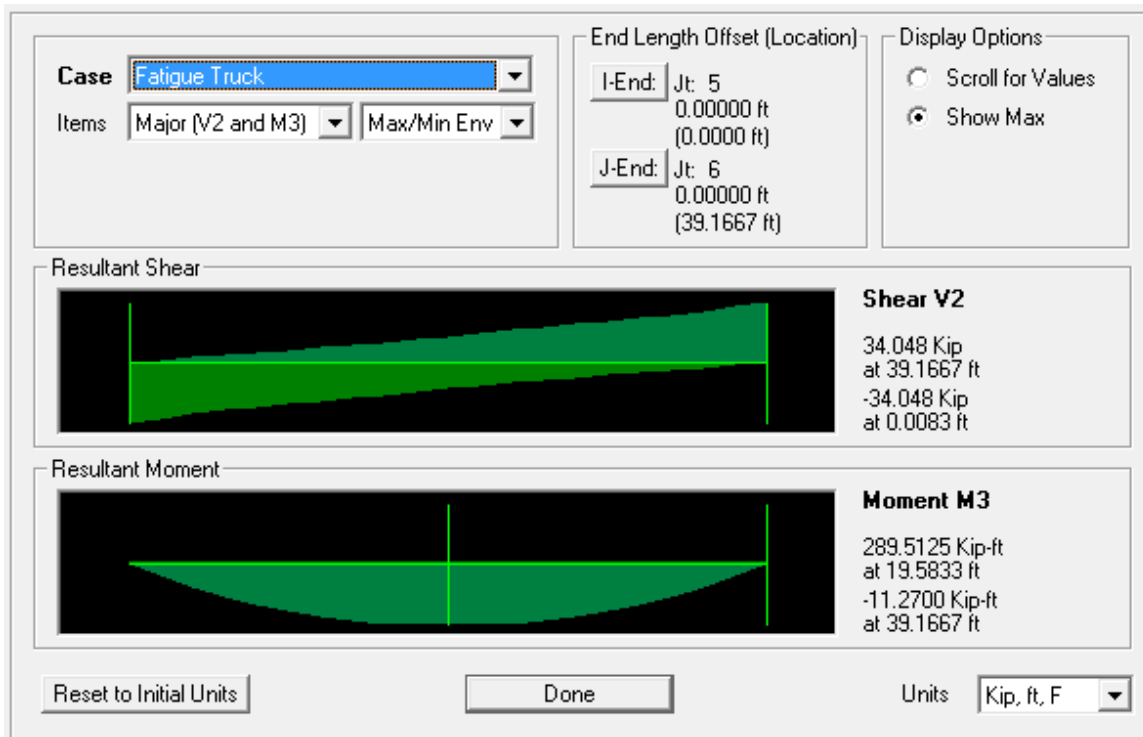 Case Fatigue Truck
Items Major (V2 and M3) Max/Min Env
End Length Offset (Location)
I-End: Jt: 5
0.00000 ft
(0.0000 ft)
J-End: Jt: 6
0.00000 ft
(39.1667 ft)
Display Options
Scroll for Values
Show Max
Resultant Shear
Shear V2
34.048 Kip
at 39.1667 ft
-34.048 Kip
at 0.0083 ft
Resultant Moment
Moment M3
289.5125 Kip-ft
at 19.5833 ft
-11.2700 Kip-ft
at 39.1667 ft
Reset to Initial Units Done Units Kip, ft, F